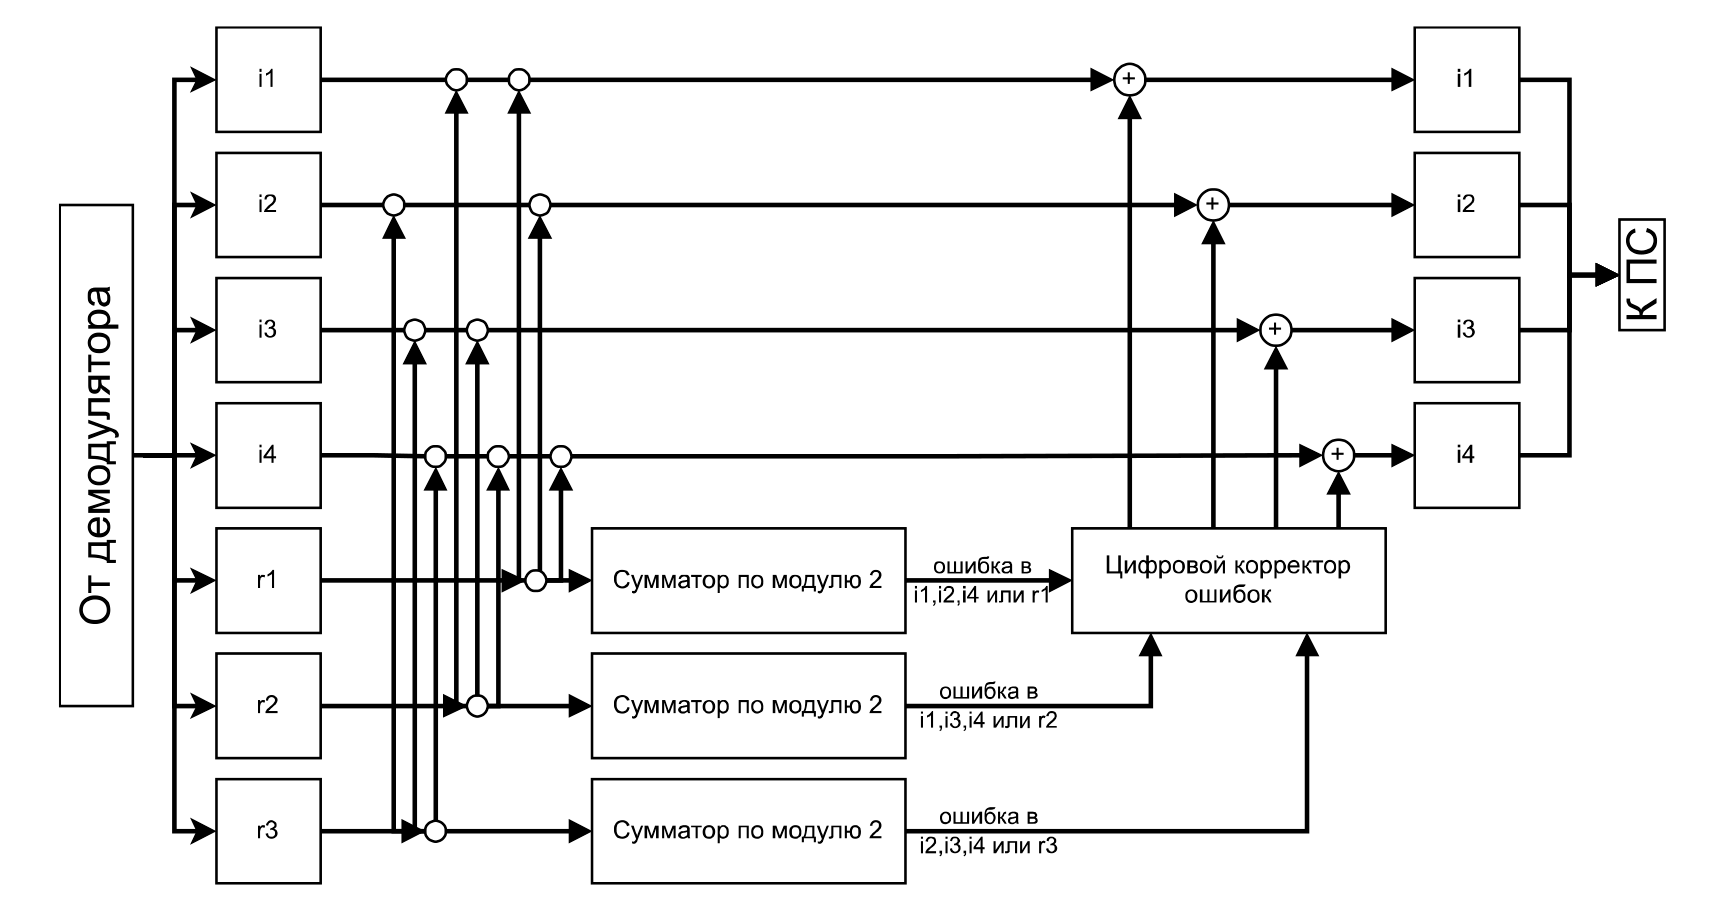 От демодулятора
i1
i2
i3
i4
r1
r2
r3
Сумматор по модулю 2
Сумматор по модулю 2
Сумматор по модулю 2
ошибка в
i1,i2,i4 или r1
ошибка в
i1,i3,i4 или r2
ошибка в
i2,i3,i4 или r3
Цифровой корректор
ошибок
+
+
+
+
i1
i2
i3
i4
К ПС